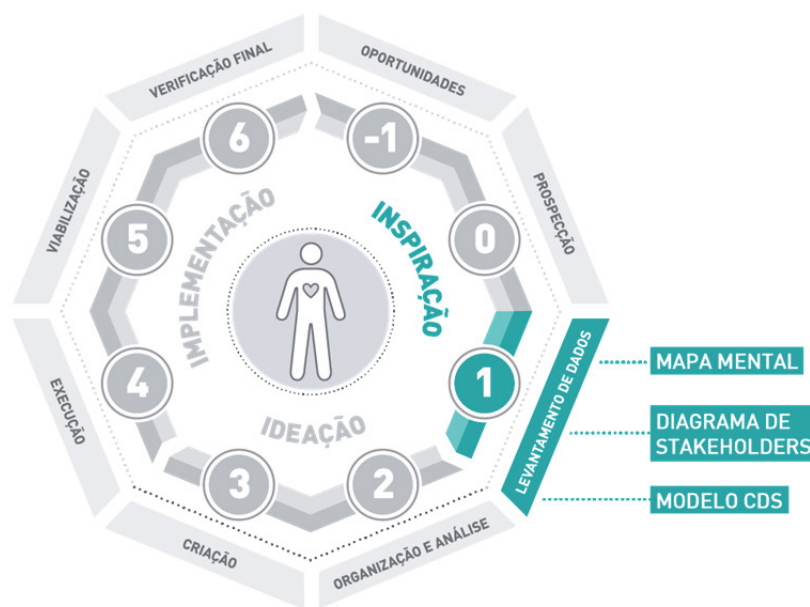 OPORTUNIDADES
PROSPECÇÃO
LEVANTAMENTO DE DADOS
ORGANIZAÇÃO E ANÁLISE
CRIAÇÃO
EXECUÇÃO
VIABILIZAÇÃO
VERIFICAÇÃO FINAL
-1
0
1
2
3
4
5
6
INSPIRAÇÃO
IDEAÇÃO
IMPLEMENTAÇÃO
MAPA MENTAL
DIAGRAMA DE
STAKEHOLDERS
MODELO CDS